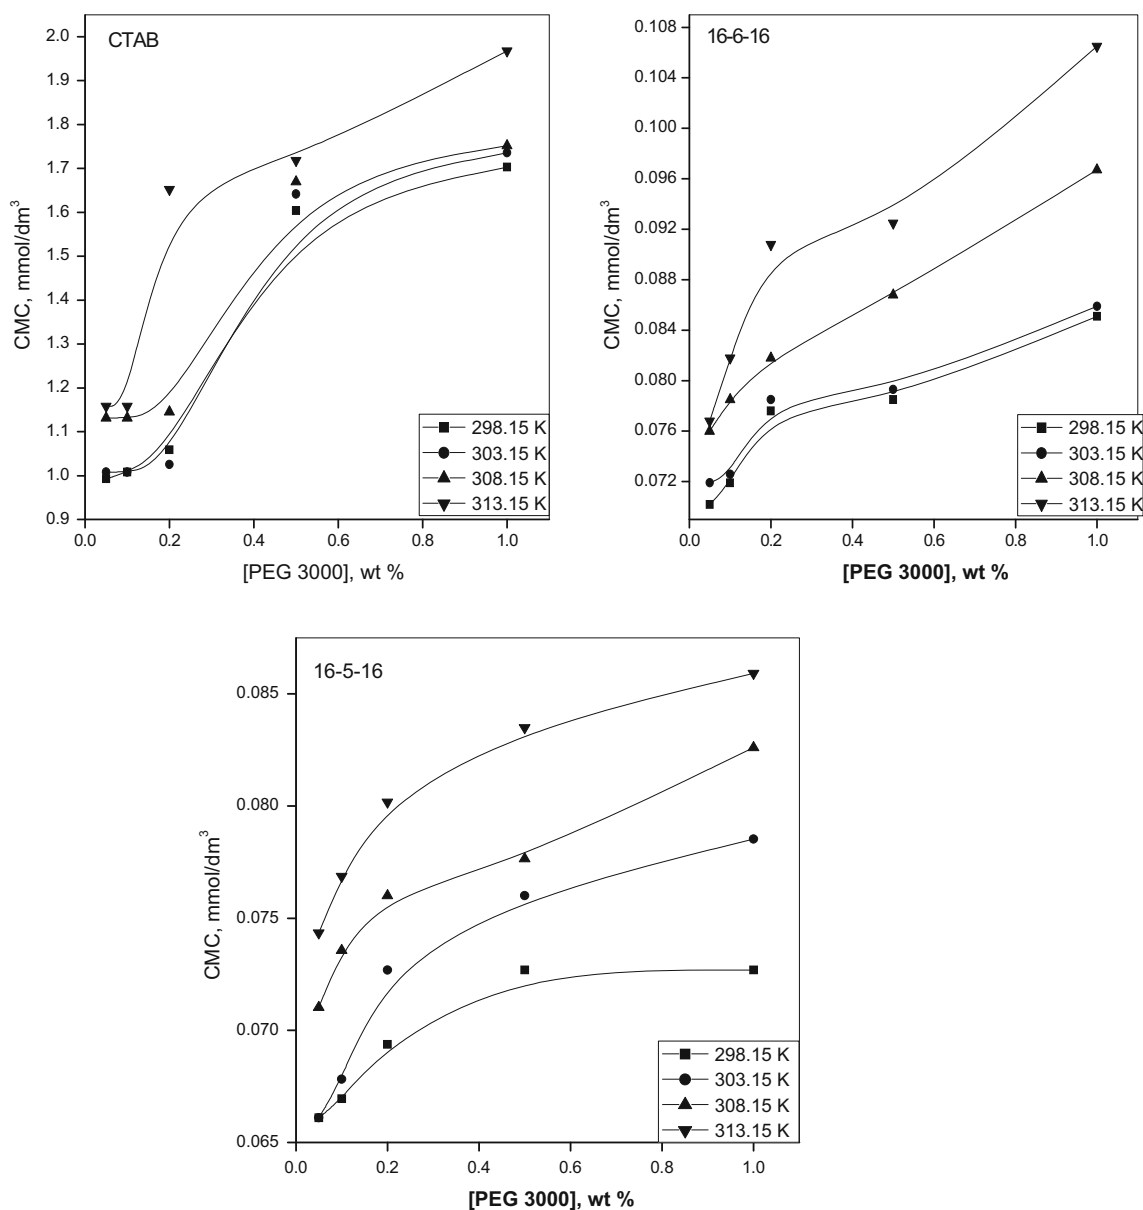 CTAB
CMC, mmol/dm³
2.0
1.9
1.8
1.7
1.6
1.5
1.4
1.3
1.2
1.1
1.0
0.9
298.15 K
303.15 K
308.15 K
313.15 K
0.0 0.2 0.4 0.6 0.8 1.0
[PEG 3000], wt %
16-6-16
CMC, mmol/dm³
0.108
0.104
0.100
0.096
0.092
0.088
0.084
0.080
0.076
0.072
298.15 K
303.15 K
308.15 K
313.15 K
0.0 0.2 0.4 0.6 0.8 1.0
[PEG 3000], wt %
16-5-16
CMC, mmol/dm³
0.085
0.080
0.075
0.070
0.065
298.15 K
303.15 K
308.15 K
313.15 K
0.0 0.2 0.4 0.6 0.8 1.0
[PEG 3000], wt %